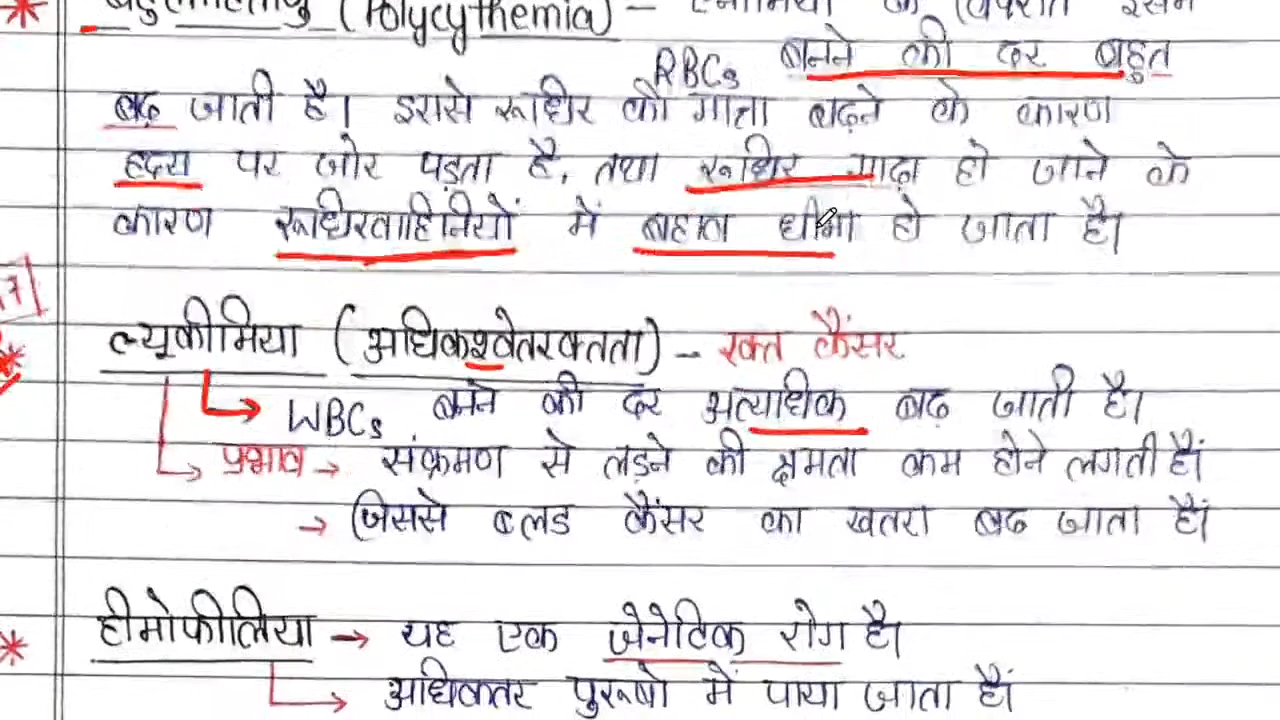 (Polycythemia) –
RBCs बनने की दर बहुत
बढ़ जाती है। इससे रूधिर की मात्रा बढ़ने के कारण
हृदय पर जोर पड़ता है, तथा रूधिर गाढ़ा हो जाने के
कारण रूधिरवाहिनियों में बहाव धीमा हो जाता है।
ल्यूकीमिया (अधिकश्वेतरक्तता) – रक्त कैंसर
WBCs बनने की दर अत्याधिक बढ़ जाती है।
प्रभाव → संक्रमण से लड़ने की क्षमता कम होने लगती हैं।
→ जिससे ब्लड कैंसर का खतरा बढ जाता हैं।
हीमोफीलिया → यह एक जेनेटिक रोग है।
अधिकतर पुरूषो में पाया जाता हैं।